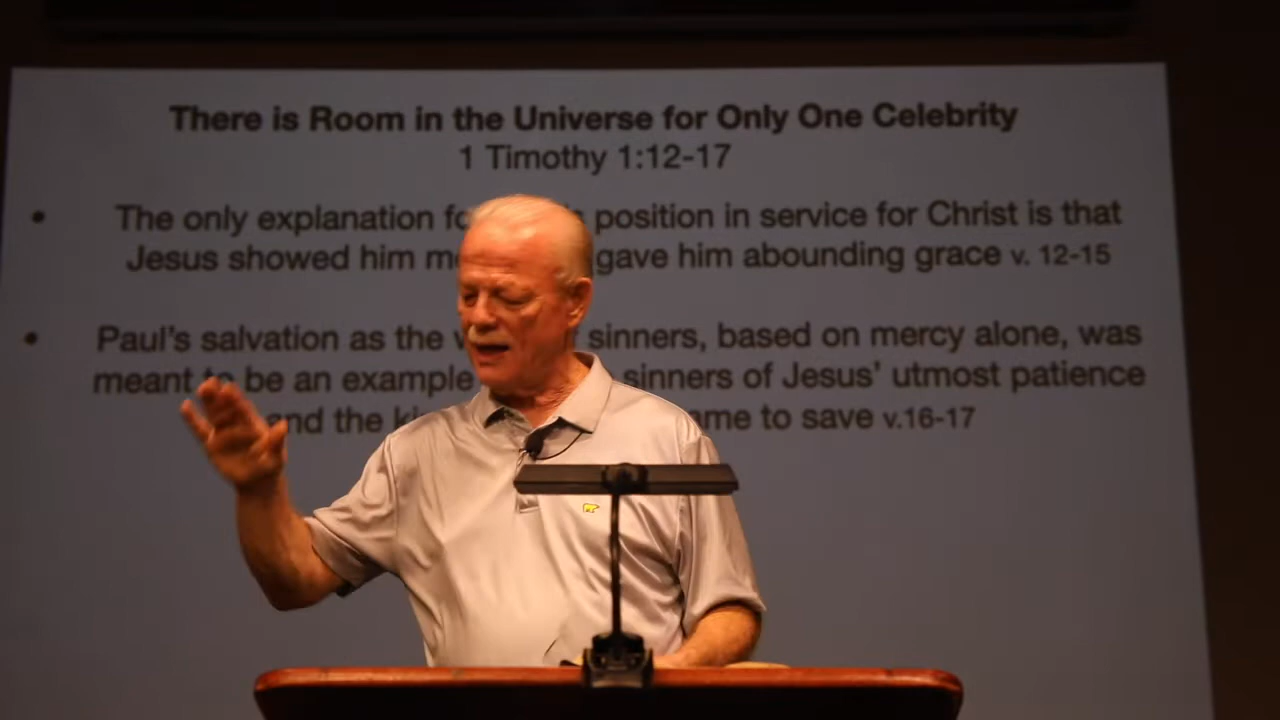 There is Room in the Universe for Only One Celebrity
1 Timothy 1:12-17
• The only explanation position in service for Christ is that
Jesus showed him gave him abounding grace v. 12-15
• Paul's salvation as the sinners, based on mercy alone, was
meant to be an example sinners of Jesus' utmost patience
and the to save v.16-17